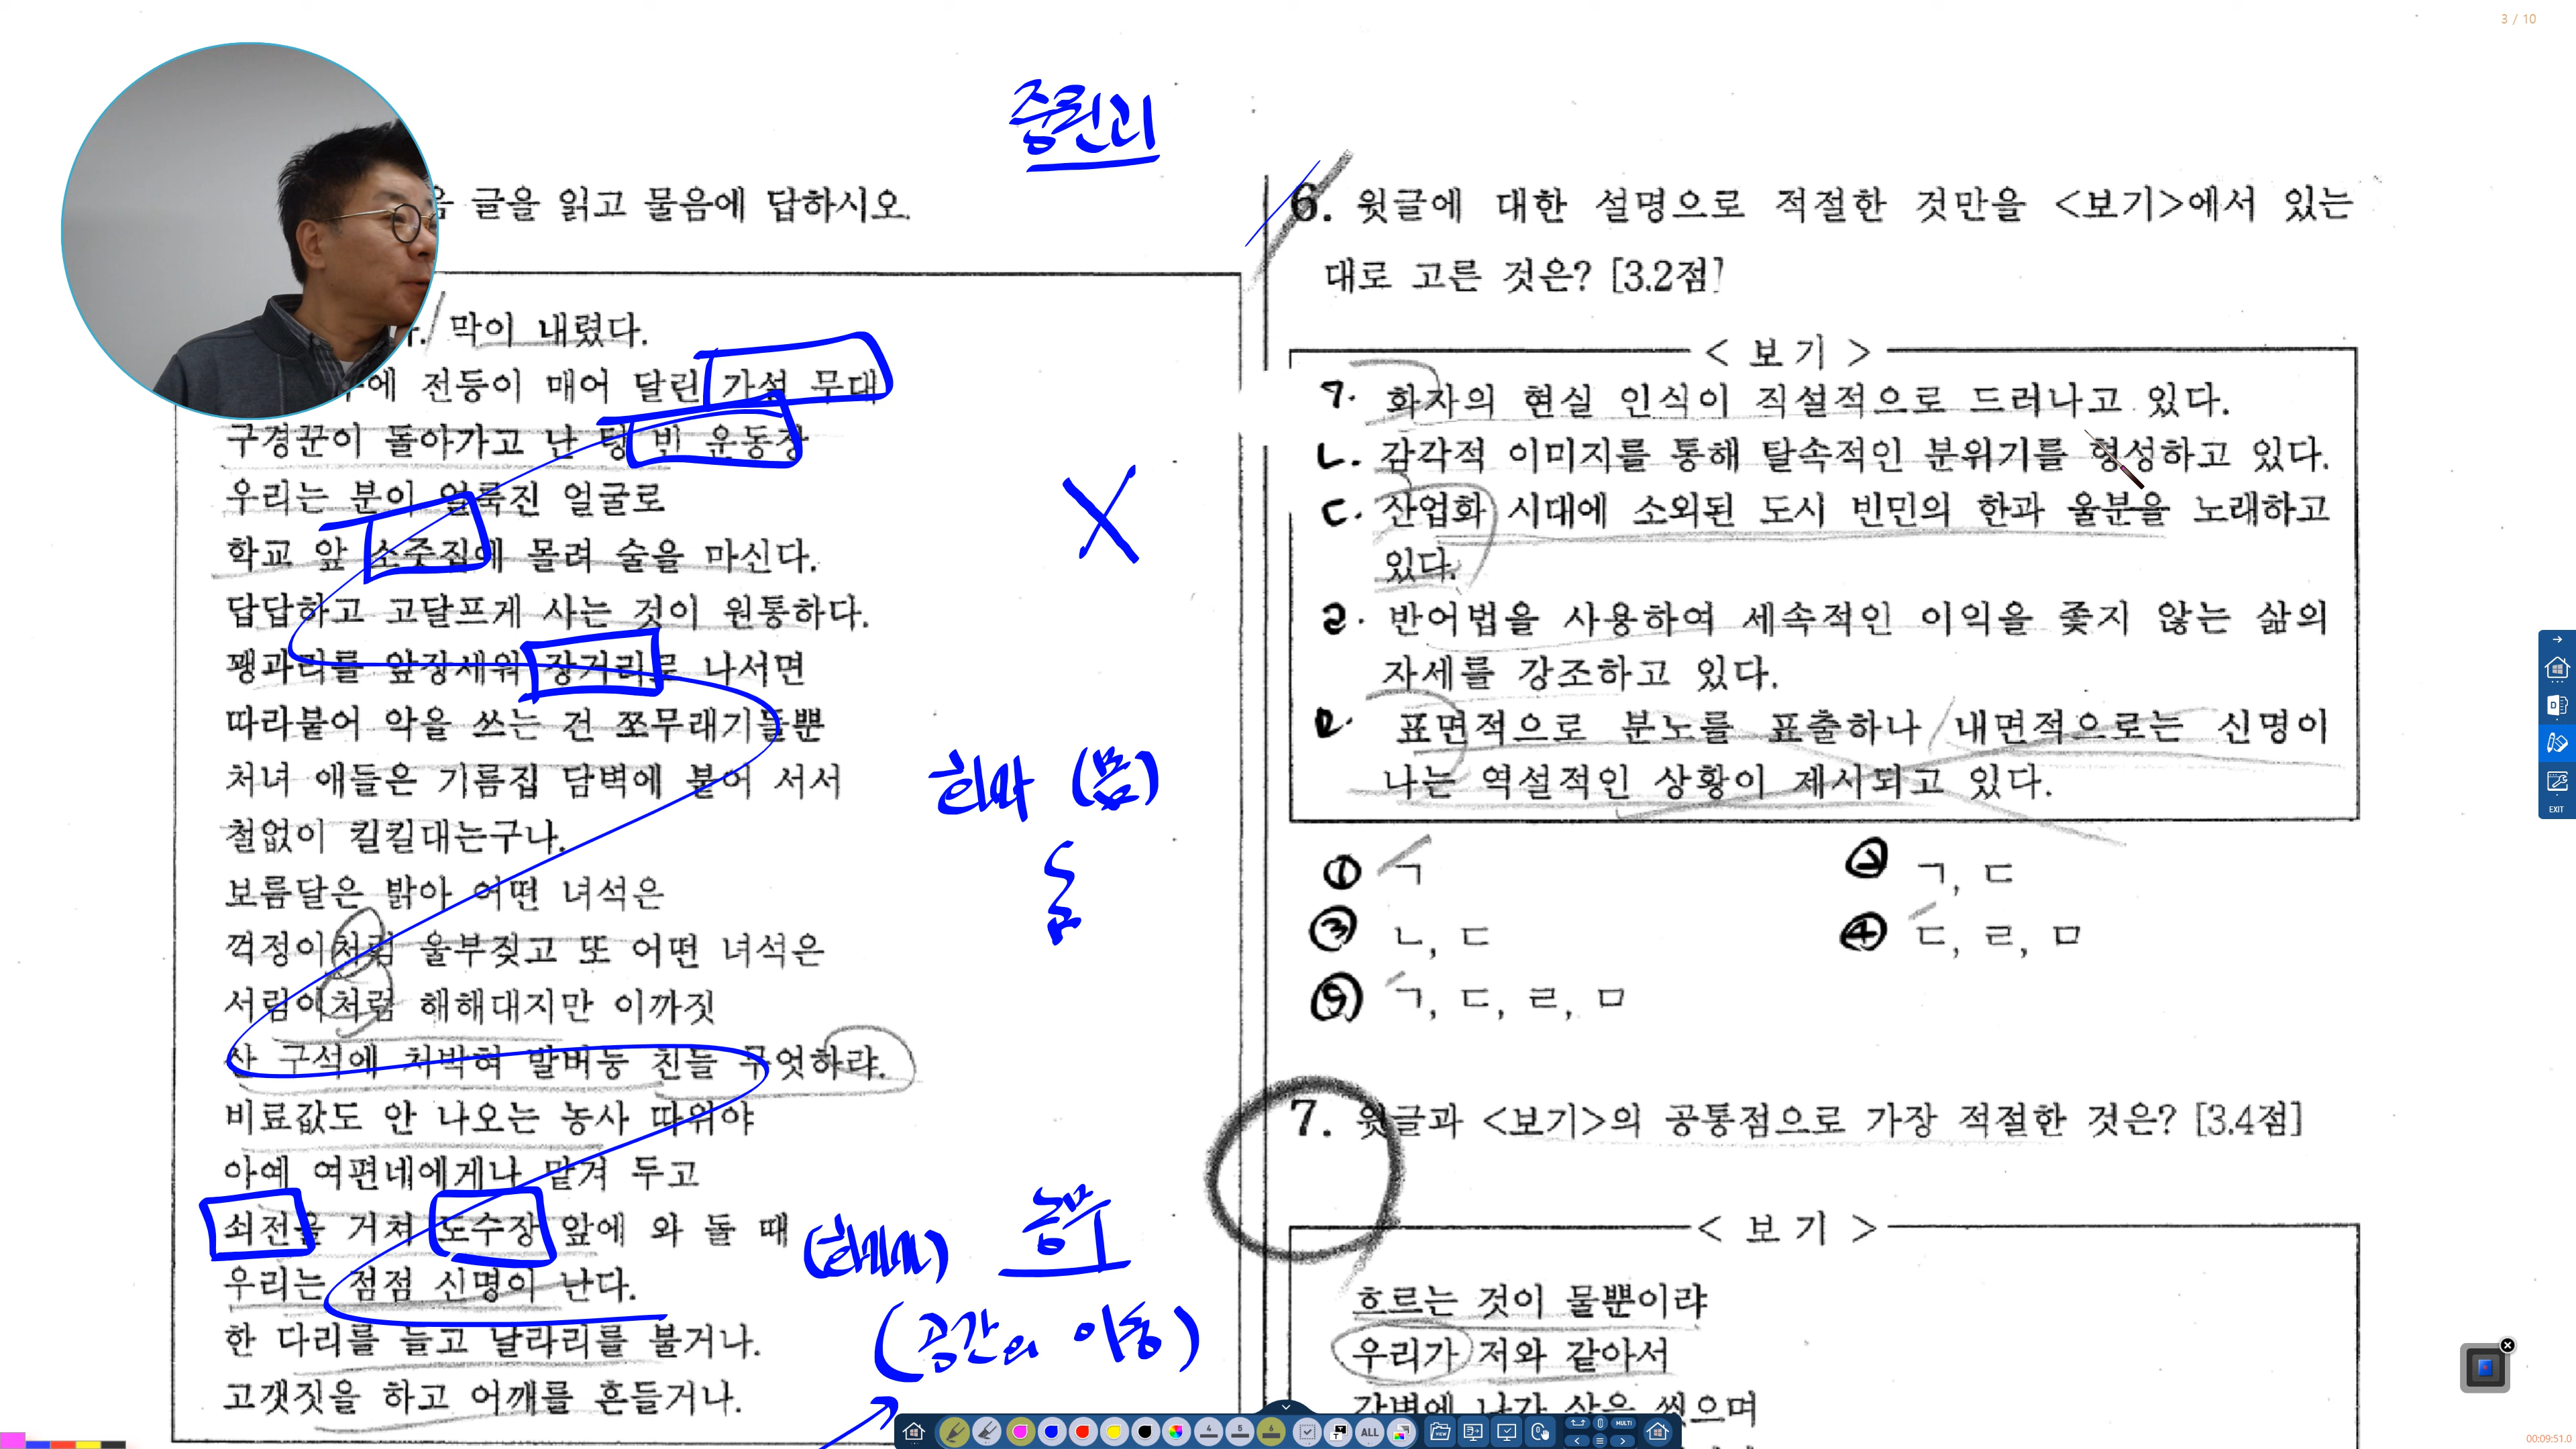 3 / 10
글을 읽고 물음에 답하시오.
막이 내렸다.
에 전등이 매어 달린 가설 무대
구경꾼이 돌아가고 난 텅 빈 운동장
우리는 분이 얼룩진 얼굴로
학교 앞 소줏집에 몰려 술을 마신다.
답답하고 고달프게 사는 것이 원통하다.
꽹과리를 앞장세워 장거리로 나서면
따라붙어 악을 쓰는 건 쪼무래기들뿐
처녀 애들은 기름집 담벽에 붙어 서서
철없이 킬킬대는구나.
보름달은 밝아 어떤 녀석은
꺽정이처럼 울부짖고 또 어떤 녀석은
서림이처럼 해해대지만 이까짓
산 구석에 처박혀 발버둥 친들 무엇하랴.
비료값도 안 나오는 농사 따위야
아예 여편네에게나 맡겨 두고
쇠전을 거쳐 도수장 앞에 와 돌 때
우리는 점점 신명이 난다.
한 다리를 들고 날라리를 불거나.
고갯짓을 하고 어깨를 흔들거나.
농무
(공간의 이동)
6. 윗글에 대한 설명으로 적절한 것만을 <보기>에서 있는
대로 고른 것은? [3.2점]
< 보 기 >
ㄱ. 화자의 현실 인식이 직설적으로 드러나고 있다.
ㄴ. 감각적 이미지를 통해 탈속적인 분위기를 형성하고 있다.
ㄷ. 산업화 시대에 소외된 도시 빈민의 한과 울분을 노래하고
있다.
ㄹ. 반어법을 사용하여 세속적인 이익을 좇지 않는 삶의
자세를 강조하고 있다.
ㅁ. 표면적으로 분노를 표출하나 내면적으로는 신명이
나는 역설적인 상황이 제시되고 있다.
① ㄱ
② ㄱ, ㄷ
③ ㄴ, ㄷ
④ ㄷ, ㄹ, ㅁ
⑤ ㄱ, ㄷ, ㄹ, ㅁ
7. 윗글과 <보기>의 공통점으로 가장 적절한 것은? [3.4점]
< 보 기 >
흐르는 것이 물뿐이랴
우리가 저와 같아서
강변에 나가 삽을 씻으며
EXIT
4 5 6 ALL VIEW MULTI
00:09:51.0